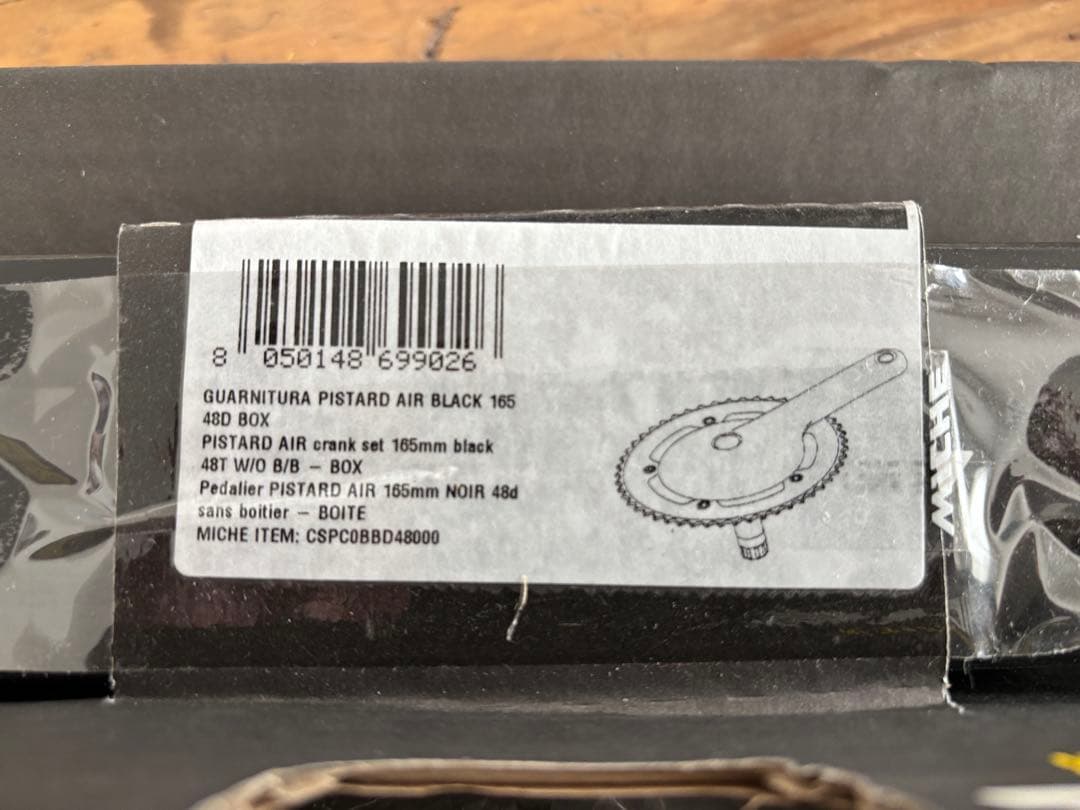 8 050148 699026
GUARNITURA PISTARD AIR BLACK 165
48D BOX
PISTARD AIR crank set 165mm black
48T W/O B/B – BOX
Pedalier PISTARD AIR 165mm NOIR 48d
sans boitier – BOITE
MICHE ITEM: CSPC0BBD48000
MICHE